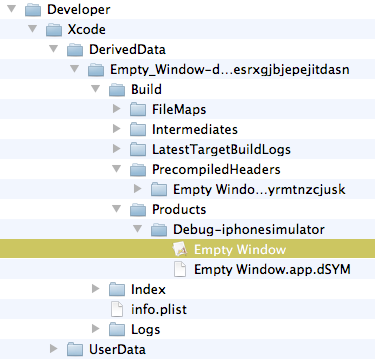 Developer
Xcode
DerivedData
Empty_Window-d...esrxgjbjepejitdasn
Build
FileMaps
Intermediates
LatestTargetBuildLogs
PrecompiledHeaders
Empty Windo...yrmtnzcjusk
Products
Debug-iphonesimulator
Empty Window
Empty Window.app.dSYM
Index
info.plist
Logs
UserData